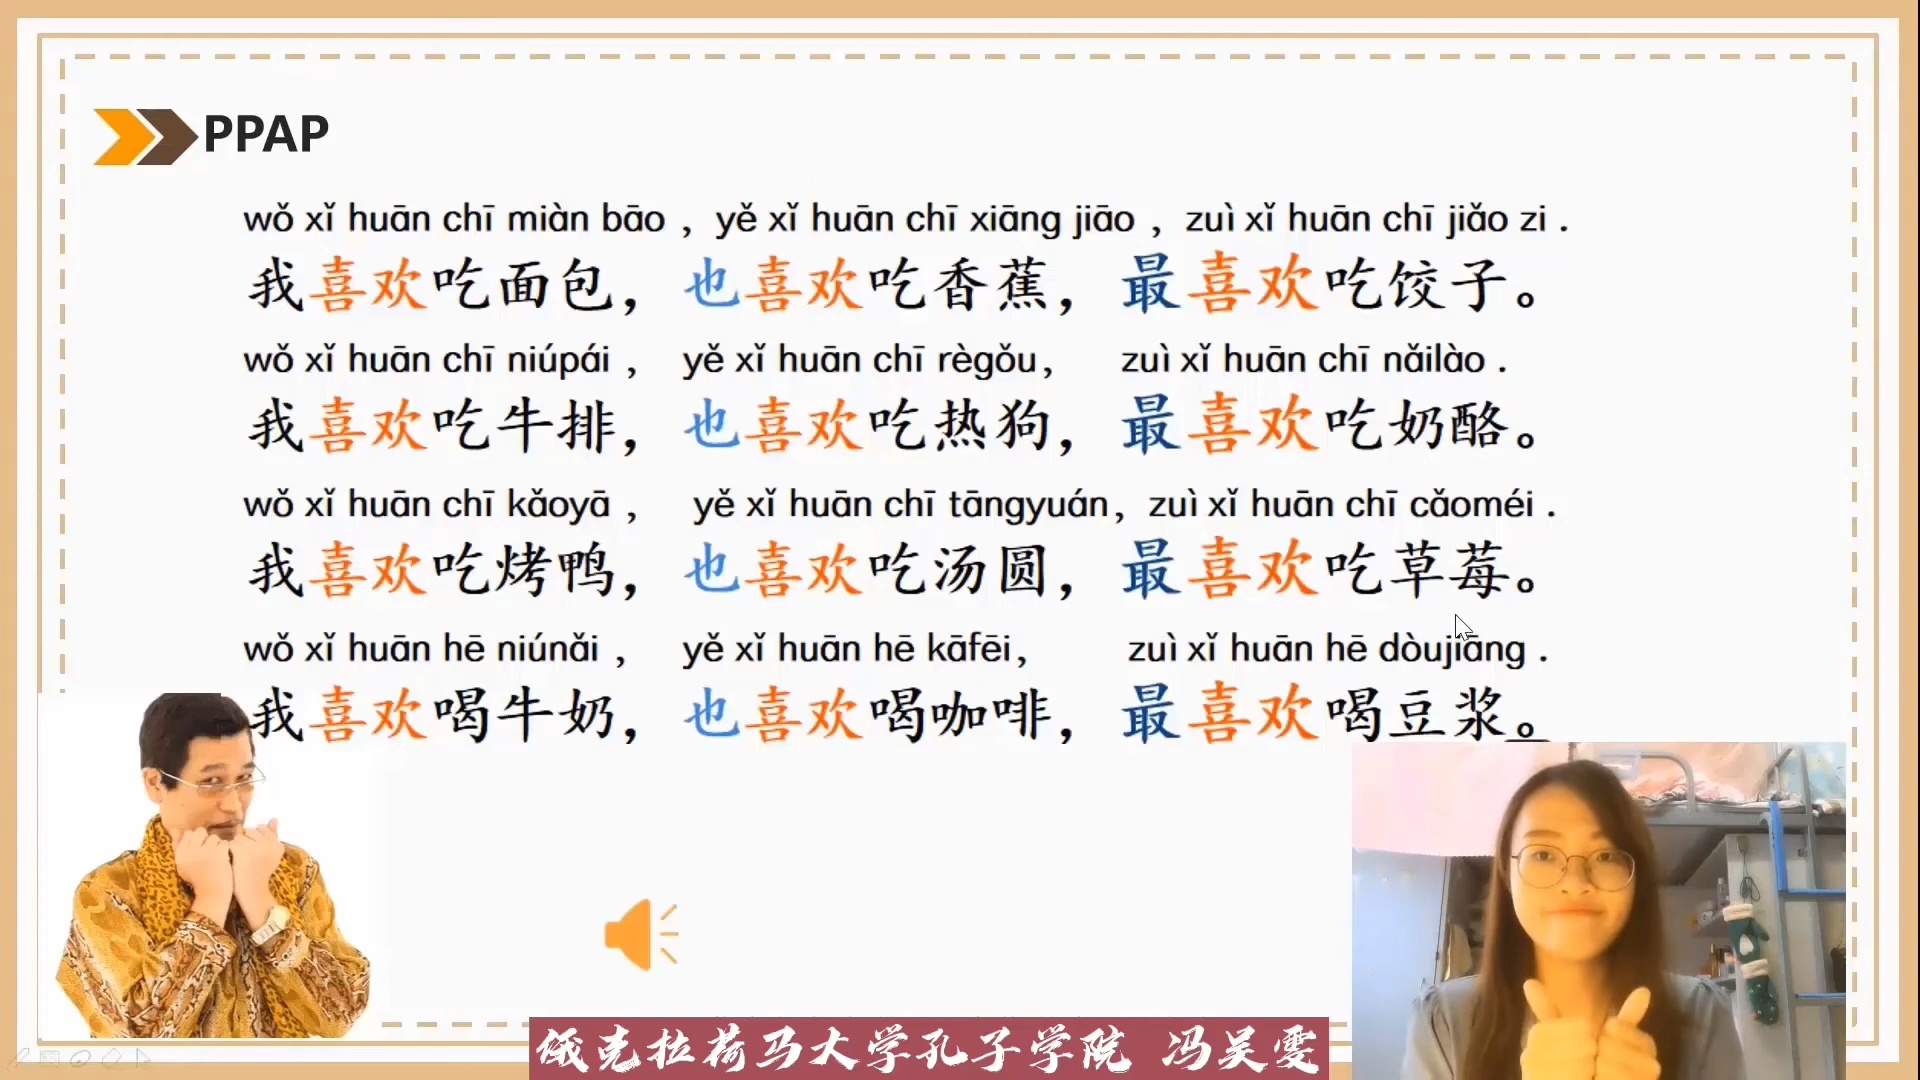 PPAP
wǒ xǐ huān chī miàn bāo , yě xǐ huān chī xiāng jiāo , zuì xǐ huān chī jiǎo zi .
我喜欢吃面包，也喜欢吃香蕉，最喜欢吃饺子。
wǒ xǐ huān chī niúpái , yě xǐ huān chī règǒu, zuì xǐ huān chī nǎilào .
我喜欢吃牛排，也喜欢吃热狗，最喜欢吃奶酪。
wǒ xǐ huān chī kǎoyā , yě xǐ huān chī tāngyuán, zuì xǐ huān chī cǎoméi .
我喜欢吃烤鸭，也喜欢吃汤圆，最喜欢吃草莓。
wǒ xǐ huān hē niúnǎi , yě xǐ huān hē kāfēi, zuì xǐ huān hē dòujiāng .
我喜欢喝牛奶，也喜欢喝咖啡，最喜欢喝豆浆。
俄克拉荷马大学孔子学院 冯吴雯